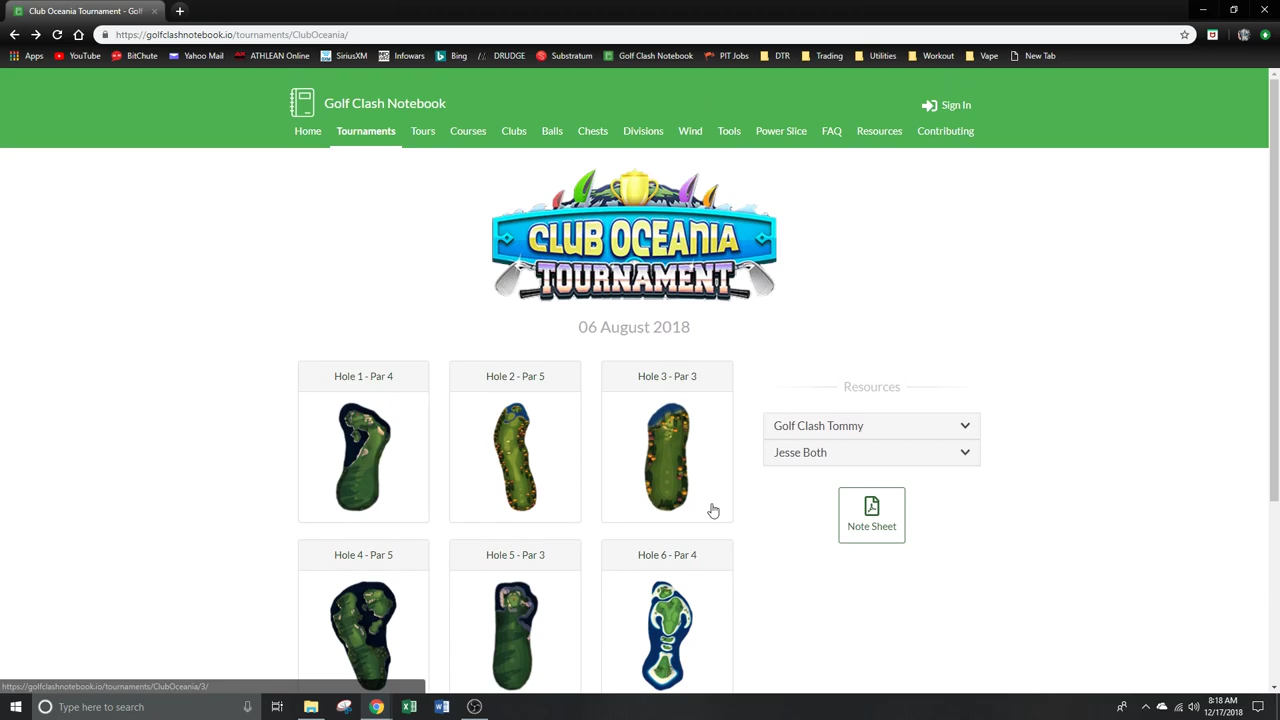 Club Oceania Tournament - Golf
https://golfclashnotebook.io/tournaments/ClubOceania/
Apps YouTube BitChute Yahoo Mail ATHLEAN Online SiriusXM Infowars Bing DRUDGE Substratum Golf Clash Notebook PIT Jobs DTR Trading Utilities Workout Vape New Tab
Golf Clash Notebook
Sign In
Home Tournaments Tours Courses Clubs Balls Chests Divisions Wind Tools Power Slice FAQ Resources Contributing
CLUB OCEANIA
TOURNAMENT
06 August 2018
Hole 1 - Par 4 Hole 2 - Par 5 Hole 3 - Par 3
Resources
Golf Clash Tommy
Jesse Both
Note Sheet
Hole 4 - Par 5 Hole 5 - Par 3 Hole 6 - Par 4
https://golfclashnotebook.io/tournaments/ClubOceania/3/
Type here to search
8:18 AM
12/17/2018